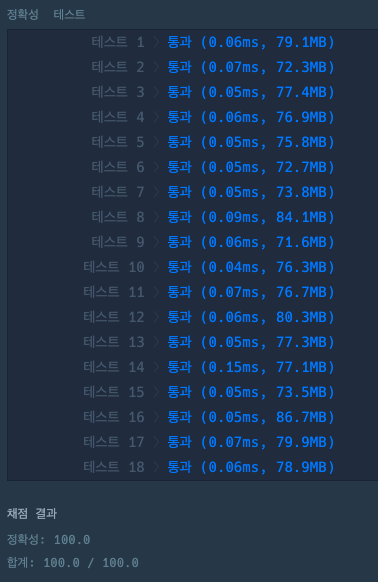 정확성 테스트
테스트 1 > 통과 (0.06ms, 79.1MB)
테스트 2 > 통과 (0.07ms, 72.3MB)
테스트 3 > 통과 (0.05ms, 77.4MB)
테스트 4 > 통과 (0.06ms, 76.9MB)
테스트 5 > 통과 (0.05ms, 75.8MB)
테스트 6 > 통과 (0.05ms, 72.7MB)
테스트 7 > 통과 (0.05ms, 73.8MB)
테스트 8 > 통과 (0.09ms, 84.1MB)
테스트 9 > 통과 (0.06ms, 71.6MB)
테스트 10 > 통과 (0.04ms, 76.3MB)
테스트 11 > 통과 (0.07ms, 76.7MB)
테스트 12 > 통과 (0.06ms, 80.3MB)
테스트 13 > 통과 (0.05ms, 77.3MB)
테스트 14 > 통과 (0.15ms, 77.1MB)
테스트 15 > 통과 (0.05ms, 73.5MB)
테스트 16 > 통과 (0.05ms, 86.7MB)
테스트 17 > 통과 (0.07ms, 79.9MB)
테스트 18 > 통과 (0.06ms, 78.9MB)
채점 결과
정확성: 100.0
합계: 100.0 / 100.0